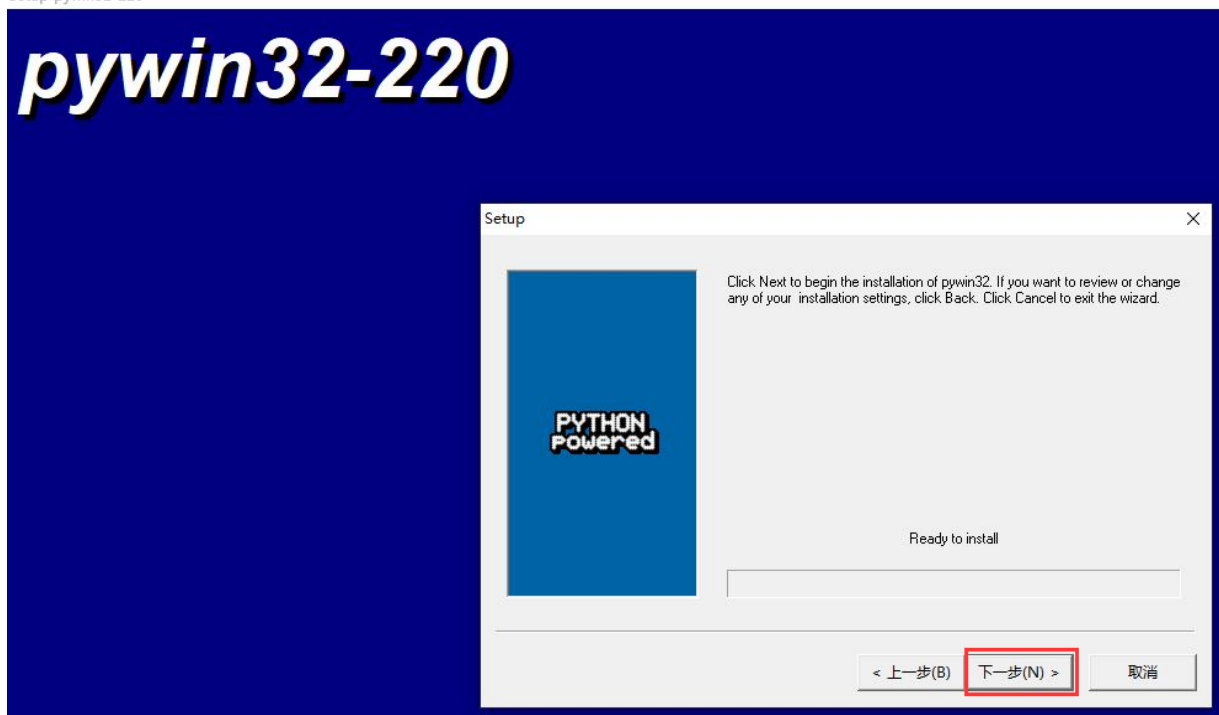 pywin32-220
Setup
Click Next to begin the installation of pywin32. If you want to review or change
any of your installation settings, click Back. Click Cancel to exit the wizard.
PYTHON
Powered
Ready to install
< 上一步(B)
下一步(N) >
取消